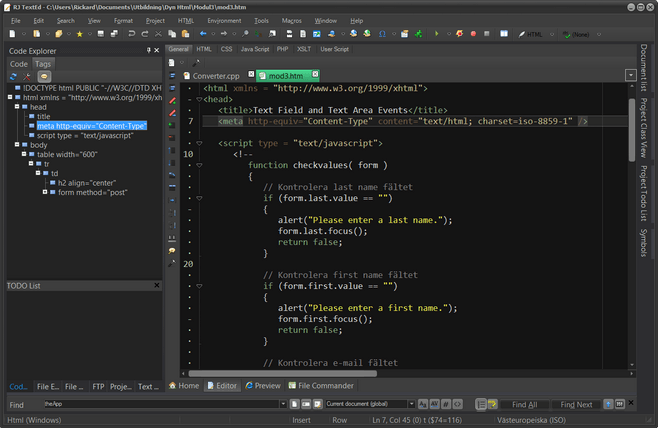 RJ TextEd - C:\Users\Rickard\Documents\Utbildning\Dyn Html\ModuD\mod3.htm
File Edit Search View Format Project HTML Environment Tools Macros Window Help
HTML (None)
Code Explorer
Code Tags
!DOCTYPE html PUBLIC "-//W3C//DTD XH
html xmlns = "http://www.w3.org/1999/xhtml
head
title
meta http-equiv="Content-Type"
script type = "text/javascript"
body
table width="600"
tr
td
h2 align="center"
form method="post"
TODO List
Cod... File E... File ... FTP Proje... Text ...
General HTML CSS Java Script PHP XSLT User Script
Converter.cpp mod3.htm
<html xmlns = "http://www.w3.org/1999/xhtml">
<head>
<title>Text Field and Text Area Events</title>
7 <meta http-equiv="Content-Type" content="text/html; charset=iso-8859-1" />
<script type = "text/javascript">
10 <!--
function checkvalues( form )
{
// Kontrolera last name fältet
if (form.last.value == "")
{
alert("Please enter a last name.");
form.last.focus();
return false;
}
20
// Kontrolera first name fältet
if (form.first.value == "")
{
alert("Please enter a first name.");
form.first.focus();
return false;
}
// Kontrolera e-mail fältet
Document List
Project Class View
Project Todo List
Symbols
Home Editor Preview File Commander
Find theApp Current document (global) Find All Find Next
Html (Windows) Insert Row Ln 7, Col 45 (0) t ($74=116) Västeuropeiska (ISO)